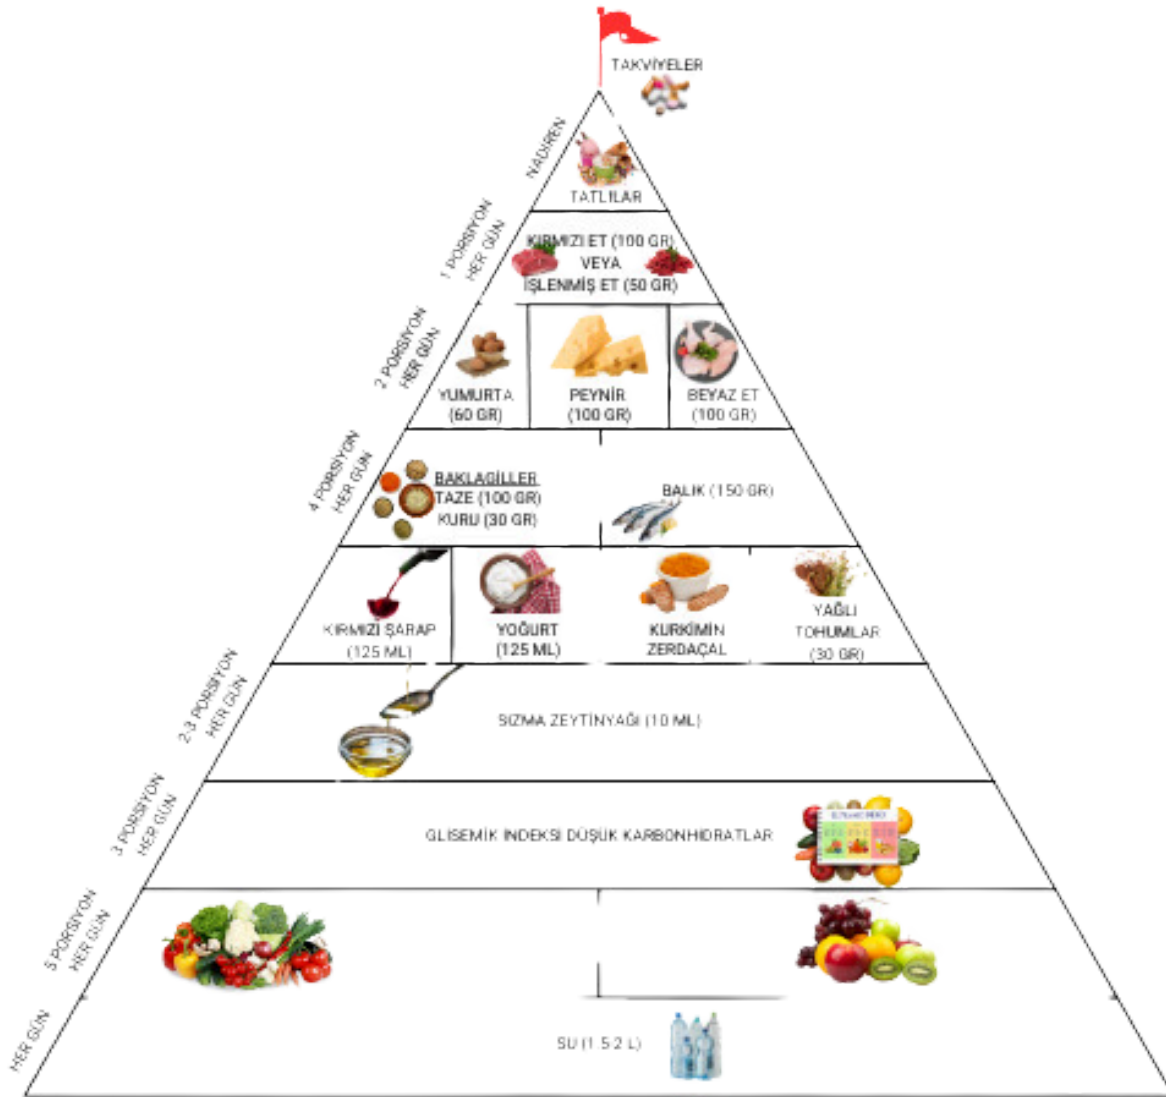 TAKVİYELER
NADİREN
TATLILAR
1 PORSİYON
HER GÜN
KIRMIZI ET (100 GR)
VEYA
İŞLENMİŞ ET (50 GR)
2 PORSİYON
HER GÜN
YUMURTA
(60 GR)
PEYNİR
(100 GR)
BEYAZ ET
(100 GR)
4 PORSİYON
HER GÜN
BAKLAGİLLER
TAZE (100 GR)
KURU (30 GR)
BALIK (150 GR)
KIRMIZI ŞARAP
(125 ML)
YOĞURT
(125 ML)
KURKİMİN
ZERDAÇAL
YAĞLI
TOHUMLAR
(30 GR)
2-3 PORSİYON
HER GÜN
SIZMA ZEYTİNYAĞI (10 ML)
3 PORSİYON
HER GÜN
GLİSEMİK İNDEKSİ DÜŞÜK KARBONHİDRATLAR
5 PORSİYON
HER GÜN
HER GÜN
SU (1.5-2 L)